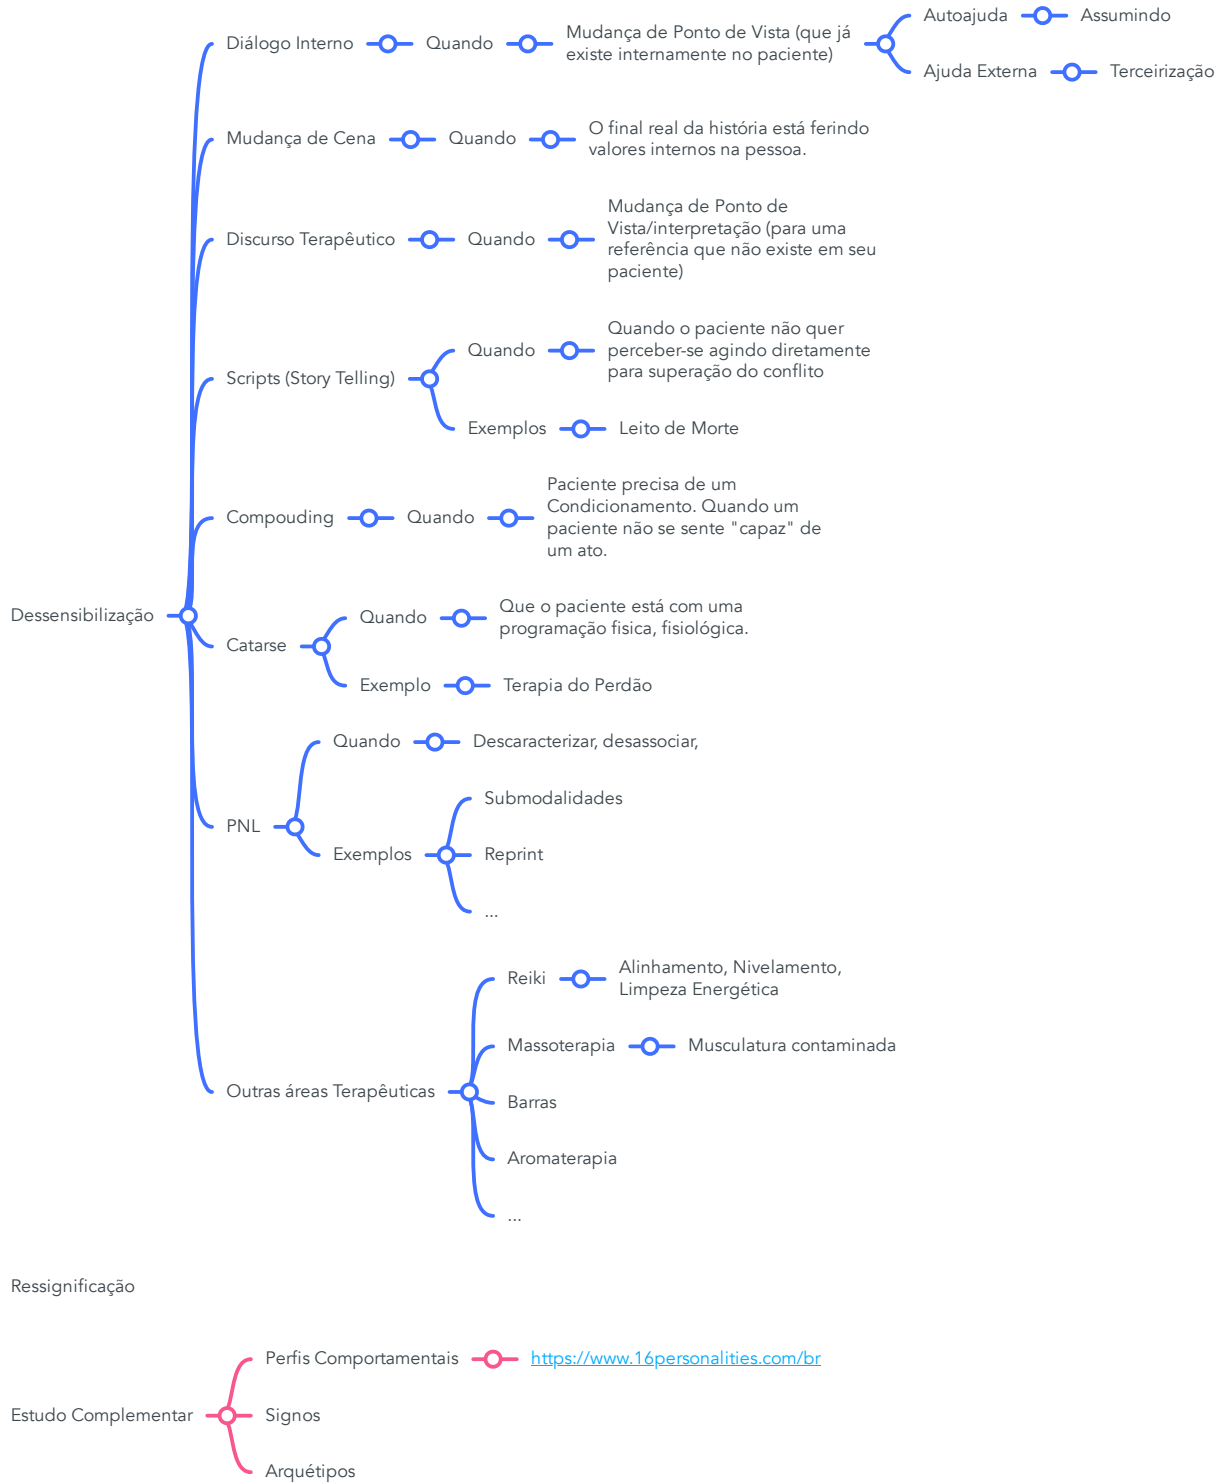 Dessensibilização
Diálogo Interno
Quando
Mudança de Ponto de Vista (que já
existe internamente no paciente)
Autoajuda
Assumindo
Ajuda Externa
Terceirização
Mudança de Cena
Quando
O final real da história está ferindo
valores internos na pessoa.
Discurso Terapêutico
Quando
Mudança de Ponto de
Vista/interpretação (para uma
referência que não existe em seu
paciente)
Scripts (Story Telling)
Quando
Quando o paciente não quer
perceber-se agindo diretamente
para superação do conflito
Exemplos
Leito de Morte
Compouding
Quando
Paciente precisa de um
Condicionamento. Quando um
paciente não se sente "capaz" de
um ato.
Catarse
Quando
Que o paciente está com uma
programação fisica, fisiológica.
Exemplo
Terapia do Perdão
PNL
Quando
Descaracterizar, desassociar,
Exemplos
Submodalidades
Reprint
...
Outras áreas Terapêuticas
Reiki
Alinhamento, Nivelamento,
Limpeza Energética
Massoterapia
Musculatura contaminada
Barras
Aromaterapia
...
Ressignificação
Estudo Complementar
Perfis Comportamentais
https://www.16personalities.com/br
Signos
Arquétipos